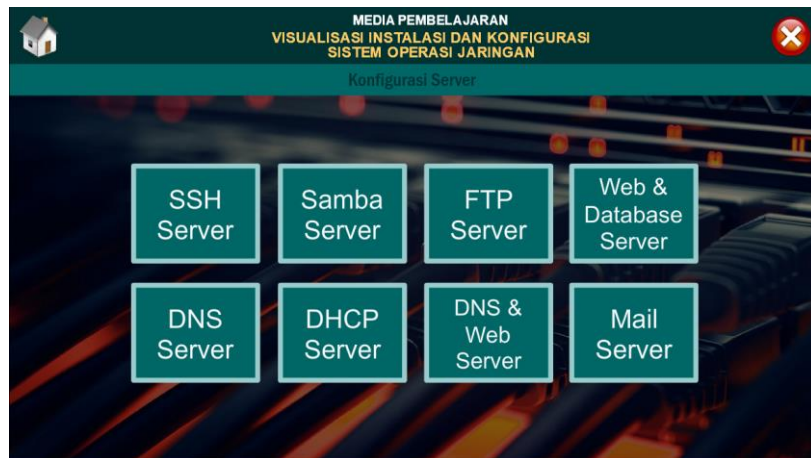 MEDIA PEMBELAJARAN
VISUALISASI INSTALASI DAN KONFIGURASI
SISTEM OPERASI JARINGAN
Konfigurasi Server
SSH
Server
Samba
Server
FTP
Server
Web &
Database
Server
DNS
Server
DHCP
Server
DNS &
Web
Server
Mail
Server